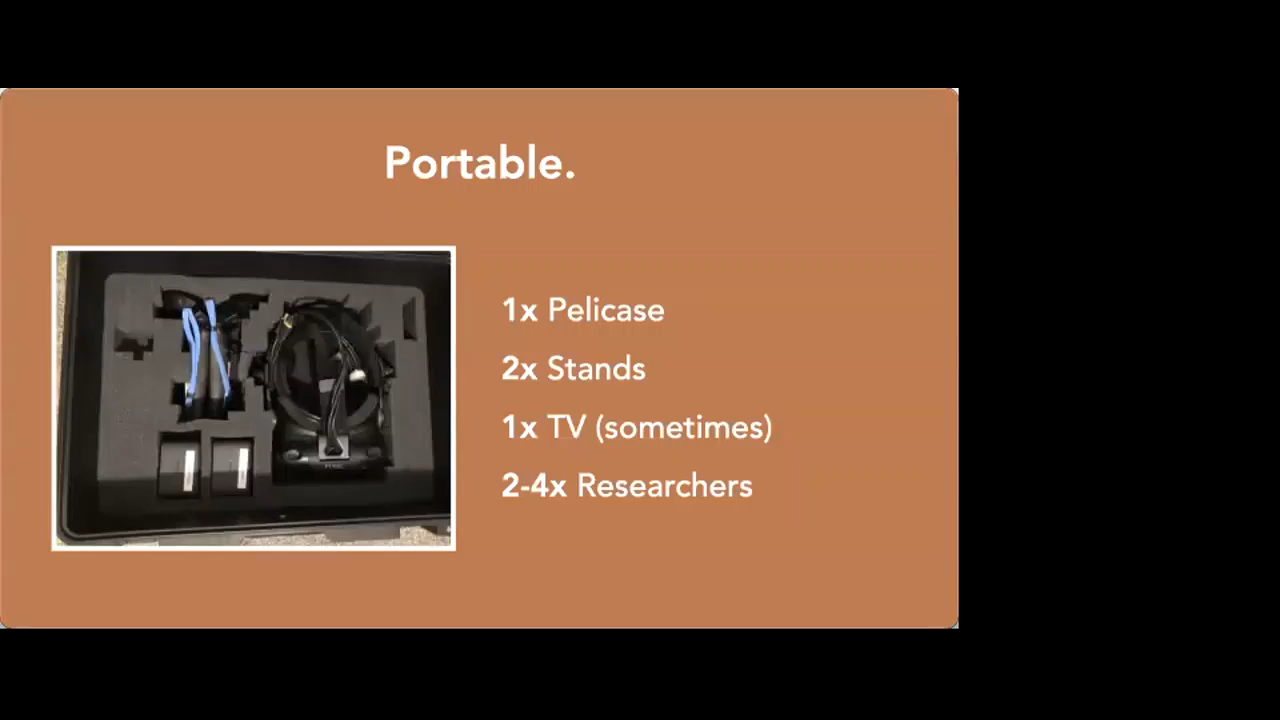 Portable.
1x Pelicase
2x Stands
1x TV (sometimes)
2-4x Researchers